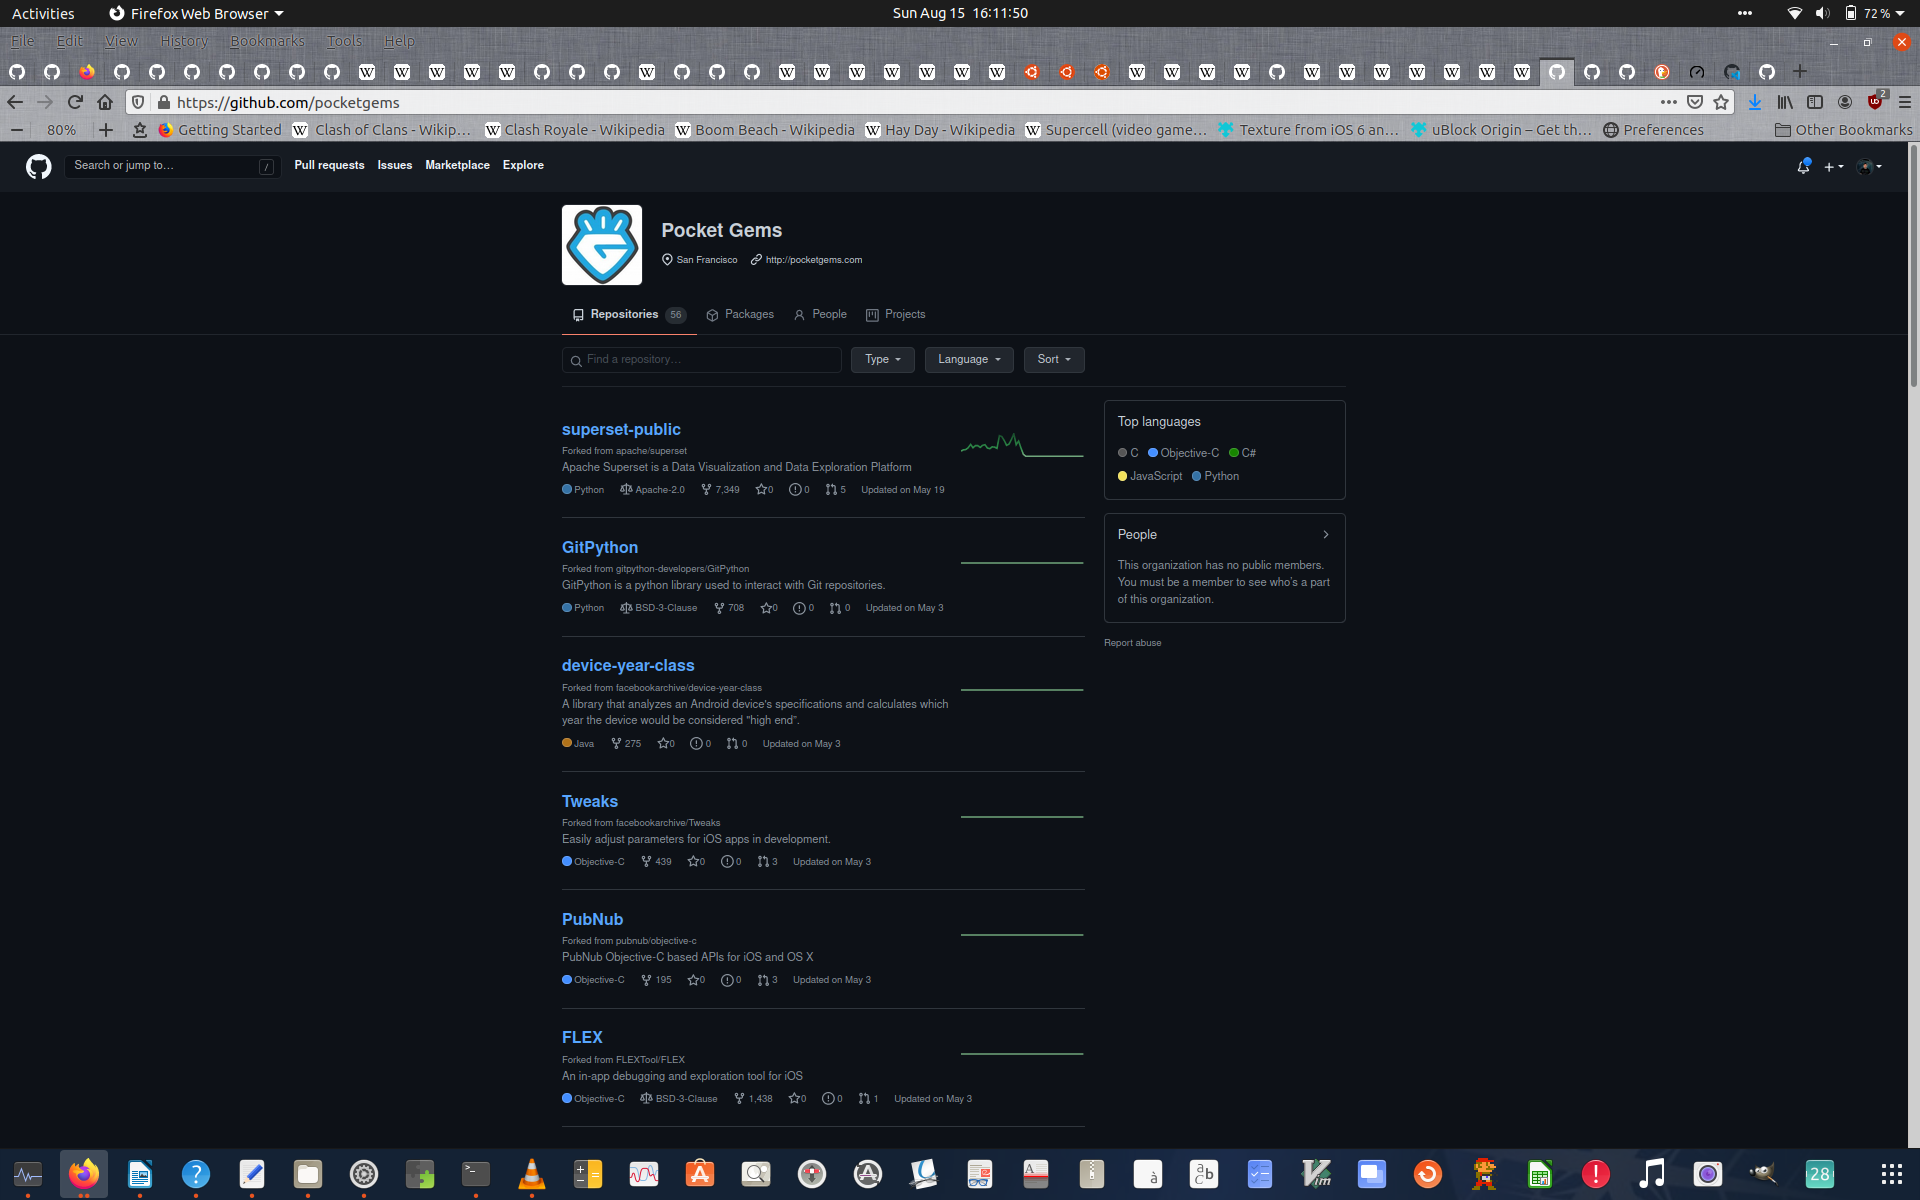 Activities Firefox Web Browser Sun Aug 15 16:11:50 72 %
File Edit View History Bookmarks Tools Help
https://github.com/pocketgems 2
80% Getting Started Clash of Clans - Wikip… Clash Royale - Wikipedia Boom Beach - Wikipedia Hay Day - Wikipedia Supercell (video game… Texture from iOS 6 an… uBlock Origin – Get th… Preferences Other Bookmarks
Search or jump to… / Pull requests Issues Marketplace Explore
Pocket Gems
San Francisco http://pocketgems.com
Repositories 56 Packages People Projects
Find a repository… Type Language Sort
superset-public
Forked from apache/superset
Apache Superset is a Data Visualization and Data Exploration Platform
Python Apache-2.0 7,349 0 0 5 Updated on May 19
GitPython
Forked from gitpython-developers/GitPython
GitPython is a python library used to interact with Git repositories.
Python BSD-3-Clause 708 0 0 0 Updated on May 3
device-year-class
Forked from facebookarchive/device-year-class
A library that analyzes an Android device's specifications and calculates which
year the device would be considered "high end".
Java 275 0 0 0 Updated on May 3
Tweaks
Forked from facebookarchive/Tweaks
Easily adjust parameters for iOS apps in development.
Objective-C 439 0 0 3 Updated on May 3
PubNub
Forked from pubnub/objective-c
PubNub Objective-C based APIs for iOS and OS X
Objective-C 195 0 0 3 Updated on May 3
FLEX
Forked from FLEXTool/FLEX
An in-app debugging and exploration tool for iOS
Objective-C BSD-3-Clause 1,438 0 0 1 Updated on May 3
Top languages
C Objective-C C#
JavaScript Python
People
This organization has no public members.
You must be a member to see who's a part
of this organization.
Report abuse
28